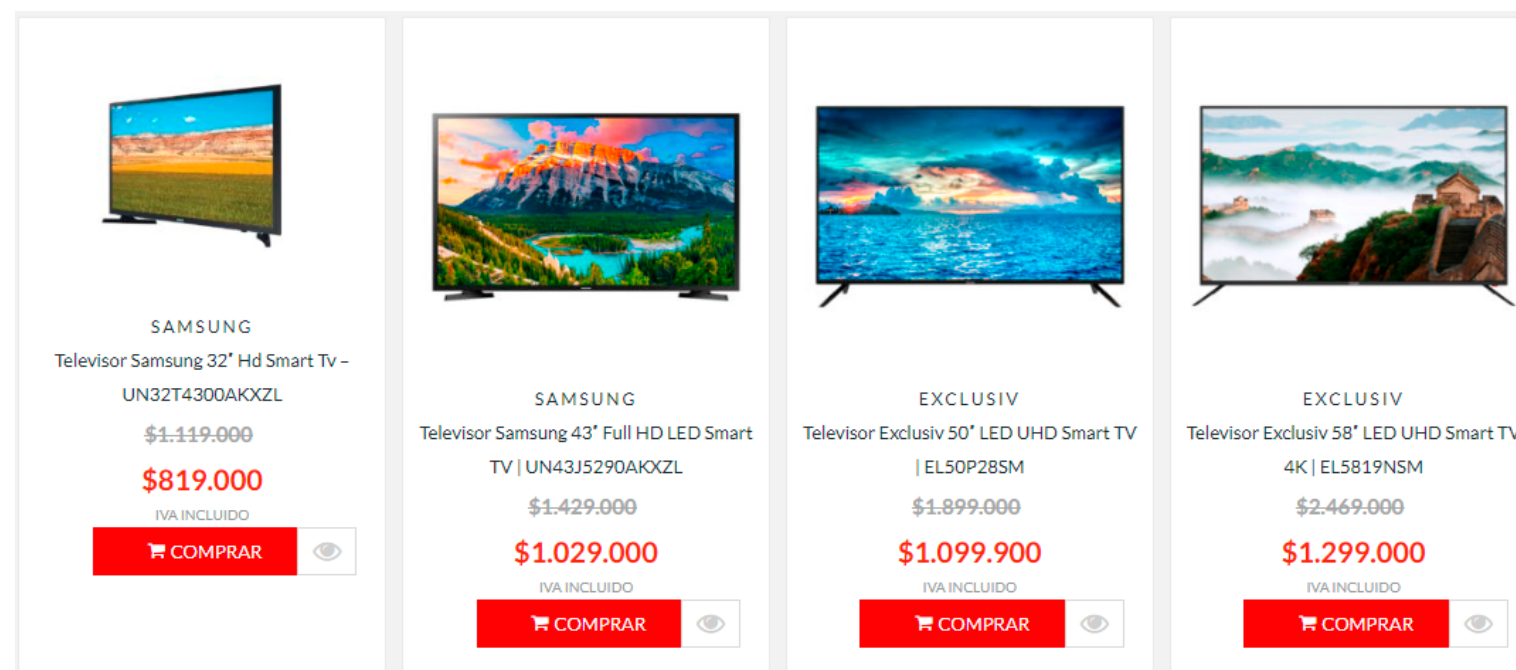 SAMSUNG
Televisor Samsung 32" Hd Smart Tv –
UN32T4300AKXZL
$1.119.000
$819.000
IVA INCLUIDO
COMPRAR
SAMSUNG
Televisor Samsung 43" Full HD LED Smart
TV | UN43J5290AKXZL
$1.429.000
$1.029.000
IVA INCLUIDO
COMPRAR
EXCLUSIV
Televisor Exclusiv 50" LED UHD Smart TV
| EL50P28SM
$1.899.000
$1.099.900
IVA INCLUIDO
COMPRAR
EXCLUSIV
Televisor Exclusiv 58" LED UHD Smart TV
4K | EL5819NSM
$2.469.000
$1.299.000
IVA INCLUIDO
COMPRAR